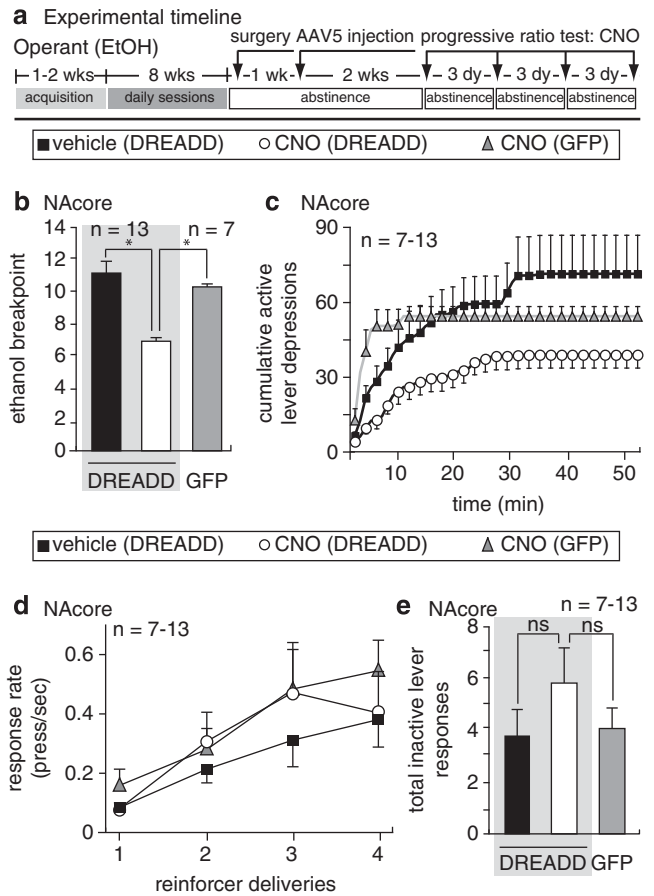 a Experimental timeline
Operant (EtOH)
surgery AAV5 injection progressive ratio test: CNO
1-2 wks 8 wks 1 wk 2 wks 3 dy 3 dy 3 dy
acquisition daily sessions abstinence abstinence abstinence abstinence
vehicle (DREADD) CNO (DREADD) CNO (GFP)
b NAcore
n = 13 n = 7
* *
ethanol breakpoint
14
12
10
8
6
4
2
0
DREADD GFP
c NAcore
n = 7-13
cumulative active
lever depressions
90
60
30
0
10 20 30 40 50
time (min)
vehicle (DREADD) CNO (DREADD) CNO (GFP)
d NAcore
n = 7-13
response rate
(press/sec)
0.6
0.4
0.2
0
1 2 3 4
reinforcer deliveries
e NAcore
n = 7-13
ns ns
total inactive lever
responses
8
6
4
2
0
DREADD GFP